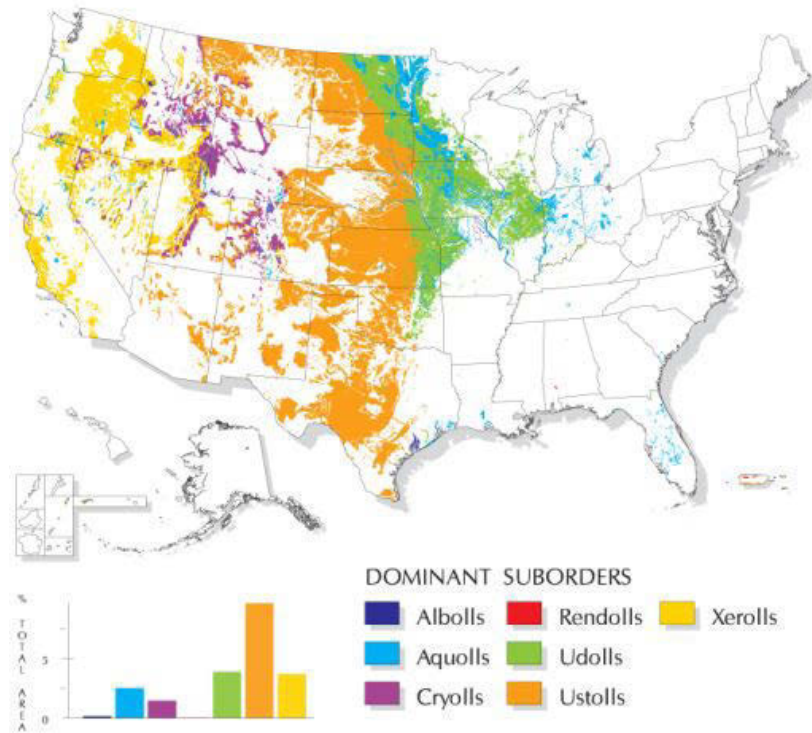 % TOTAL AREA
5
0
DOMINANT SUBORDERS
Albolls
Rendolls
Xerolls
Aquolls
Udolls
Cryolls
Ustolls